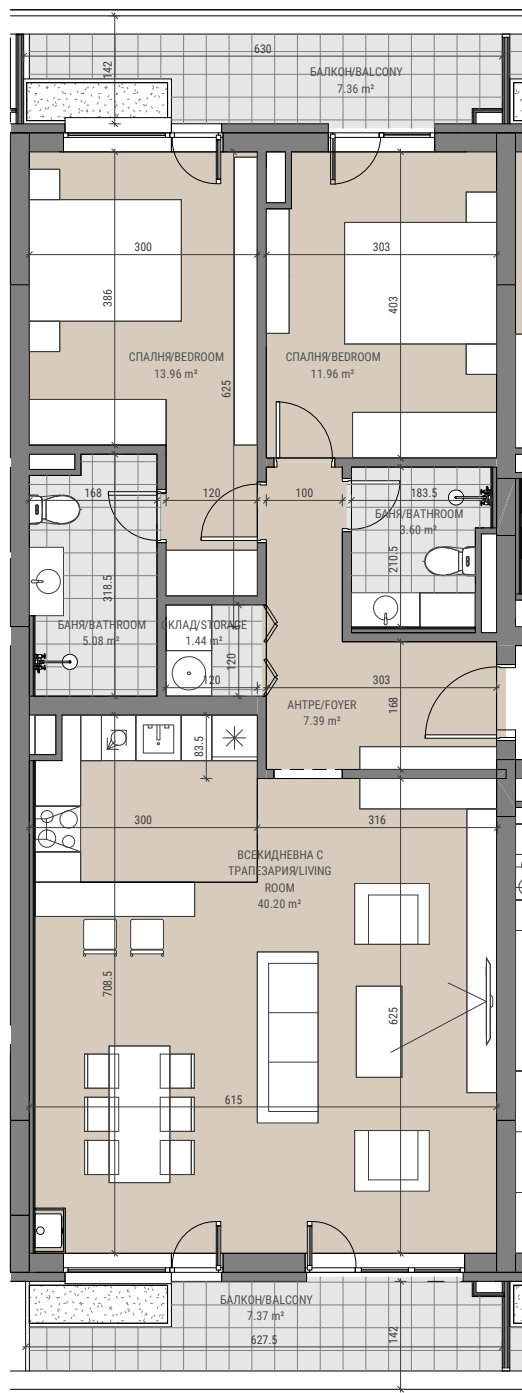 630
142
БАЛКОН/BALCONY
7.36 m²
300
303
386
403
СПАЛНЯ/BEDROOM
13.96 m²
СПАЛНЯ/BEDROOM
11.96 m²
625
168
120
100
183.5
БАНЯ/BATHROOM
3.60 m²
210.5
318.5
БАНЯ/BATHROOM
5.08 m²
СКЛАД/STORAGE
1.44 m²
120
120
303
168
АНТРЕ/FOYER
7.39 m²
83.5
300
316
ВСЕКИДНЕВНА С
ТРАПЕЗАРИЯ/LIVING
ROOM
40.20 m²
708.5
625
615
БАЛКОН/BALCONY
7.37 m²
627.5
142